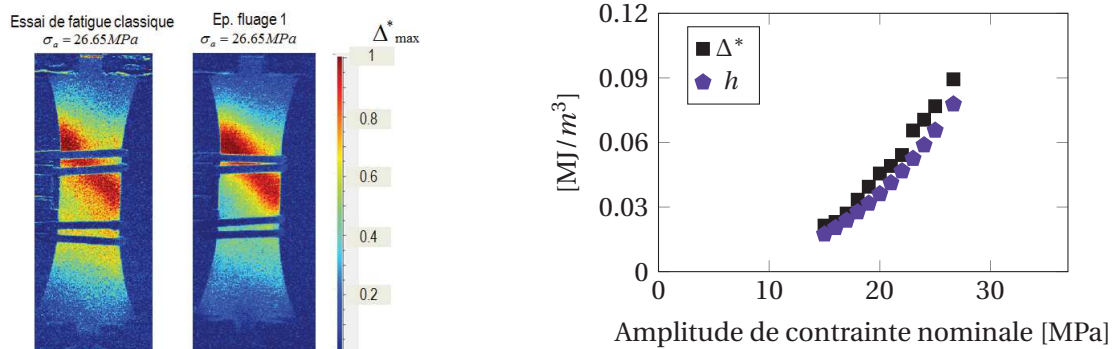 Essai de fatigue classique
σₐ = 26.65MPa
Ep. fluage 1
σₐ = 26.65MPa
Δ*max
1
0.8
0.6
0.4
0.2
0.12
0.09
0.06
0.03
0
[MJ/m³]
Δ*
h
0
10
20
30
Amplitude de contrainte nominale [MPa]